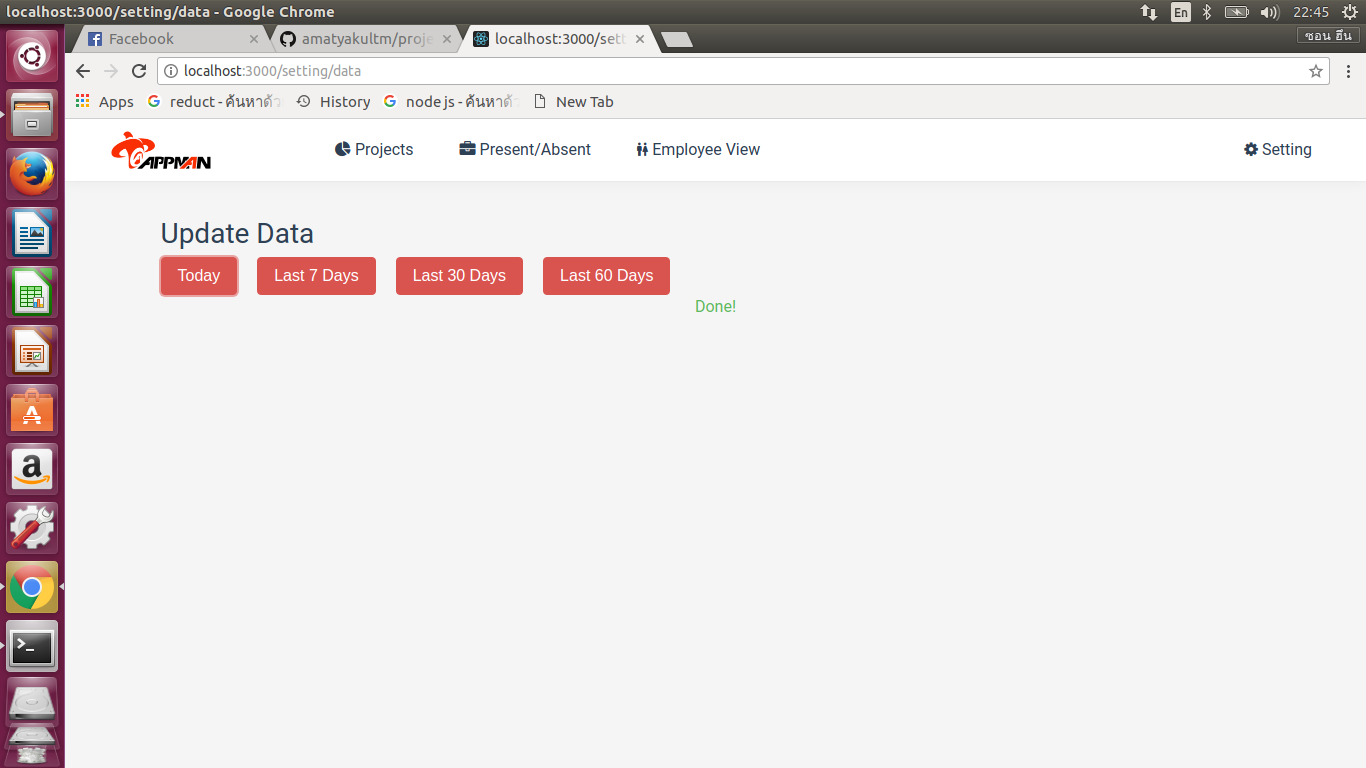 localhost:3000/setting/data - Google Chrome
En
22:45
Facebook
amatyakultm/proje
localhost:3000/sett
ซอน ฮึน
localhost:3000/setting/data
Apps
reduct - ค้นหาด้ว
History
node js - ค้นหาด้
New Tab
APPMAN
Projects
Present/Absent
Employee View
Setting
Update Data
Today
Last 7 Days
Last 30 Days
Last 60 Days
Done!